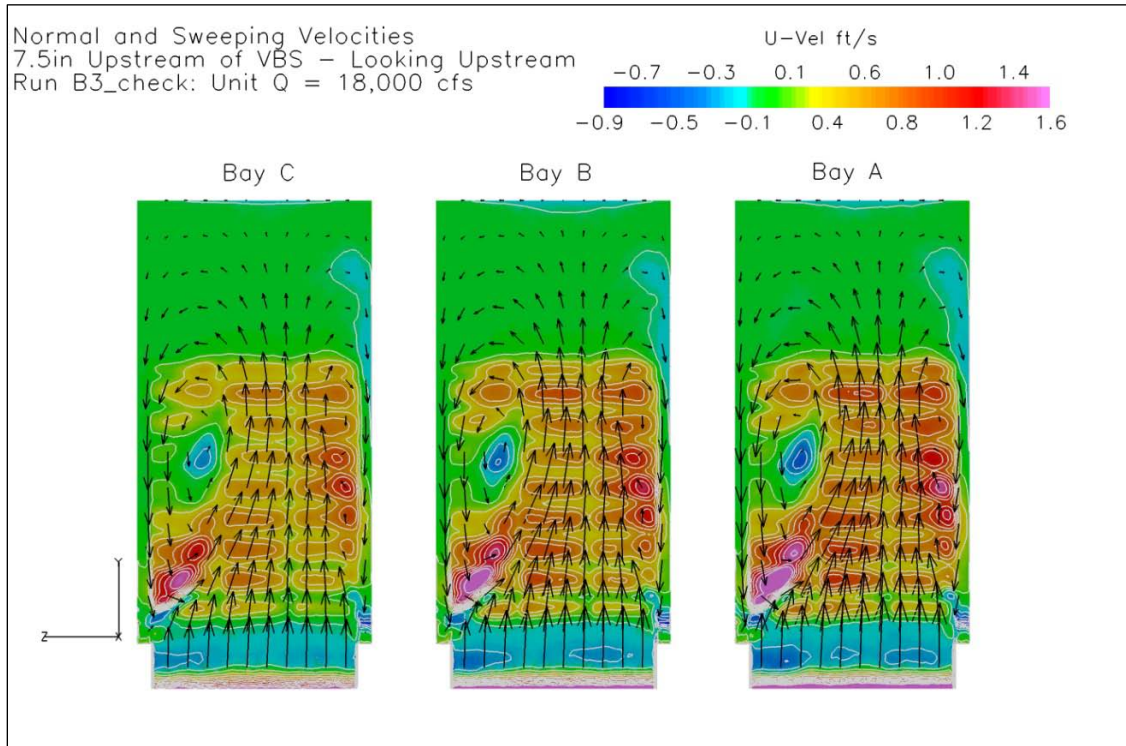 Normal and Sweeping Velocities
7.5in Upstream of VBS – Looking Upstream
Run B3_check: Unit Q = 18,000 cfs
U-Vel ft/s
-0.7 -0.3 0.1 0.6 1.0 1.4
-0.9 -0.5 -0.1 0.4 0.8 1.2 1.6
Bay C Bay B Bay A
Y
Z X